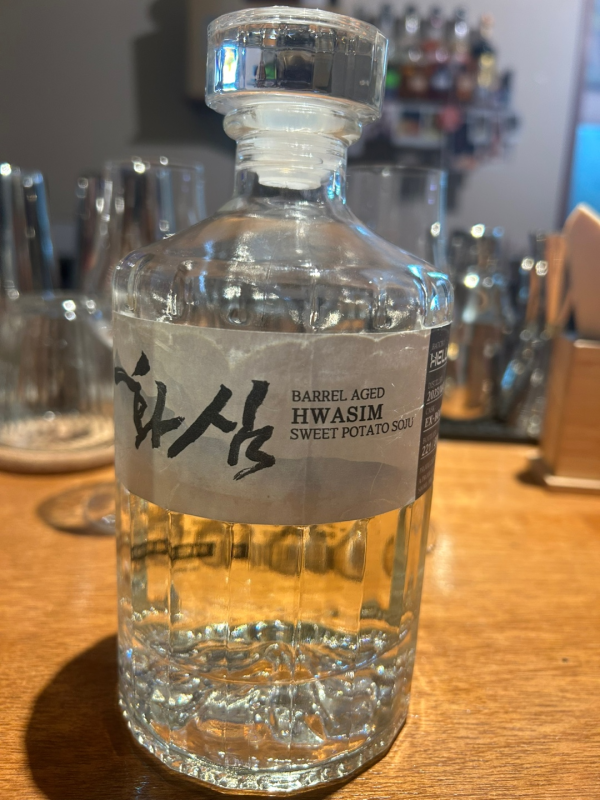 화심
BARREL AGED
HWASIM
SWEET POTATO SOJU